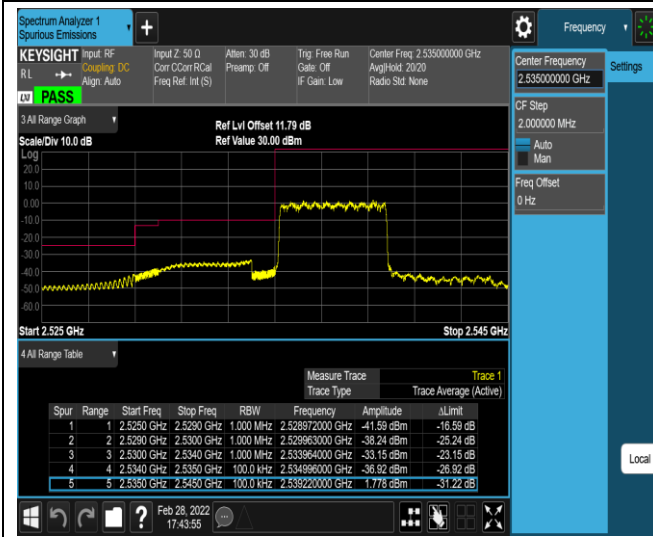 Spectrum Analyzer 1
Spurious Emissions
+
Frequency
KEYSIGHT Input: RF Input Z: 50 Ω Atten: 30 dB Trig: Free Run Center Freq: 2.535000000 GHz
RL Coupling: DC Corr CCorr RCal Preamp: Off Gate: Off Avg|Hold: 20/20
Align: Auto Freq Ref: Int (S) IF Gain: Low Radio Std: None
LXI PASS
Center Frequency
2.535000000 GHz
Settings
CF Step
2.000000 MHz
Auto
Man
Freq Offset
0 Hz
3 All Range Graph
Ref Lvl Offset 11.79 dB
Scale/Div 10.0 dB Ref Value 30.00 dBm
Log
20.0
10.0
0.00
-10.0
-20.0
-30.0
-40.0
-50.0
-60.0
Start 2.525 GHz Stop 2.545 GHz
4 All Range Table
Measure Trace Trace 1
Trace Type Trace Average (Active)
Spur Range Start Freq Stop Freq RBW Frequency Amplitude ΔLimit
1 1 2.5250 GHz 2.5290 GHz 1.000 MHz 2.528972000 GHz -41.59 dBm -16.59 dB
2 2 2.5290 GHz 2.5300 GHz 1.000 MHz 2.529963000 GHz -38.24 dBm -25.24 dB
3 3 2.5300 GHz 2.5340 GHz 1.000 MHz 2.533964000 GHz -33.15 dBm -23.15 dB
4 4 2.5340 GHz 2.5350 GHz 100.0 kHz 2.534996000 GHz -36.92 dBm -26.92 dB
5 5 2.5350 GHz 2.5450 GHz 100.0 kHz 2.539220000 GHz 1.778 dBm -31.22 dB
Local
? Feb 28, 2022
17:43:55